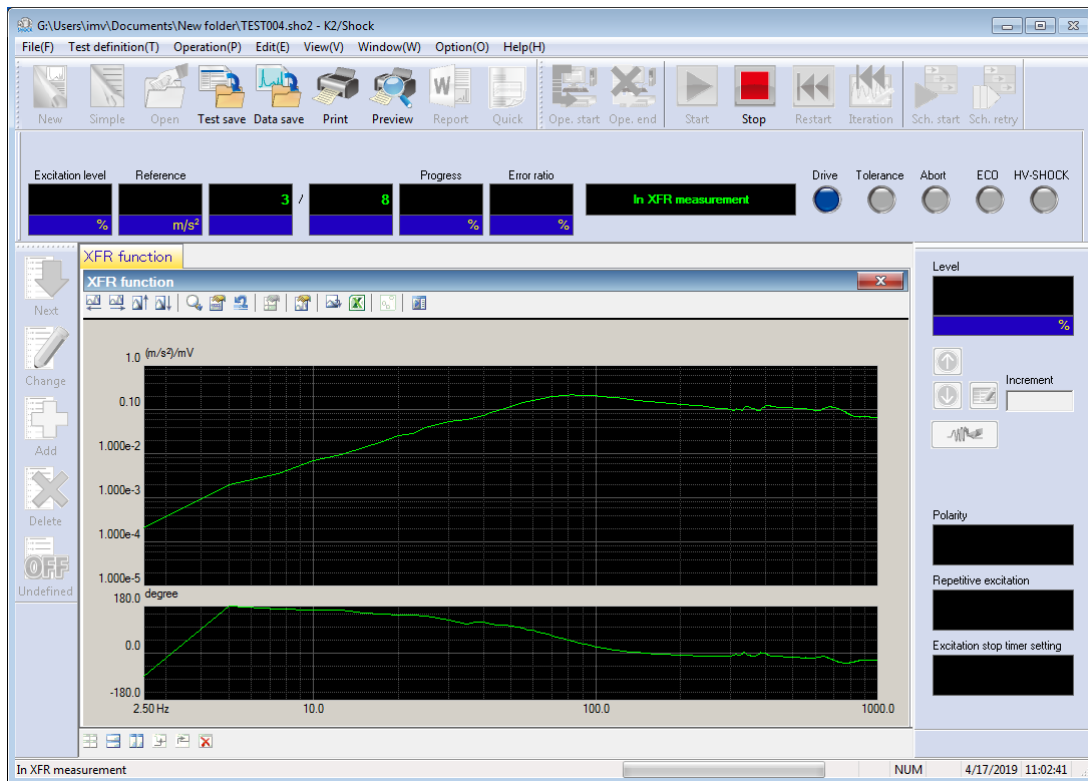 G:\Users\imv\Documents\New folder\TEST004.sho2 - K2/Shock
File(F) Test definition(T) Operation(P) Edit(E) View(V) Window(W) Option(O) Help(H)
New Simple Open Test save Data save Print Preview Report Quick Ope. start Ope. end Start Stop Restart Iteration Sch. start Sch. retry
Excitation level Reference Progress Error ratio Drive Tolerance Abort ECO HV-SHOCK
3 / 8 In XFR measurement
% m/s² % %
XFR function
XFR function
Next
Change
Add
Delete
OFF
Undefined
1.0 (m/s²)/mV
0.10
1.000e-2
1.000e-3
1.000e-4
1.000e-5
180.0 degree
0.0
-180.0
2.50 Hz 10.0 100.0 1000.0
Level
%
Increment
Polarity
Repetitive excitation
Excitation stop timer setting
In XFR measurement NUM 4/17/2019 11:02:41